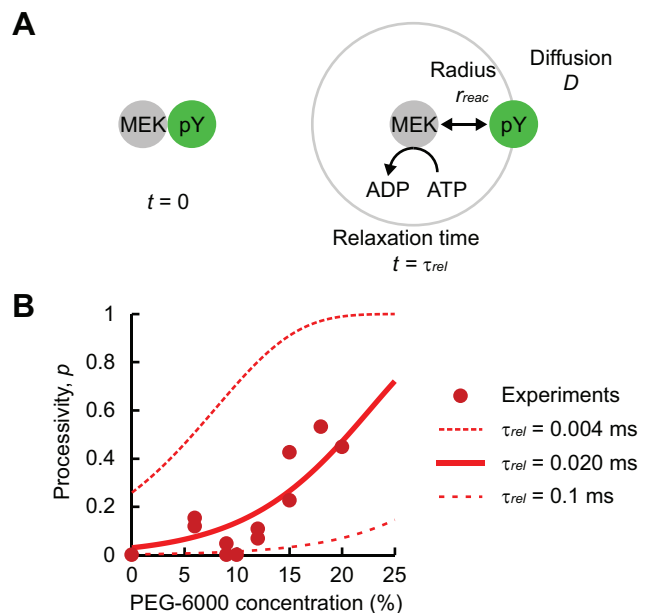 A
MEK pY
t = 0
Radius
r_reac
Diffusion
D
MEK
pY
ADP ATP
Relaxation time
t = τ_rel
B
Processivity, p
1
0.8
0.6
0.4
0.2
0
0 5 10 15 20 25
PEG-6000 concentration (%)
Experiments
τ_rel = 0.004 ms
τ_rel = 0.020 ms
τ_rel = 0.1 ms